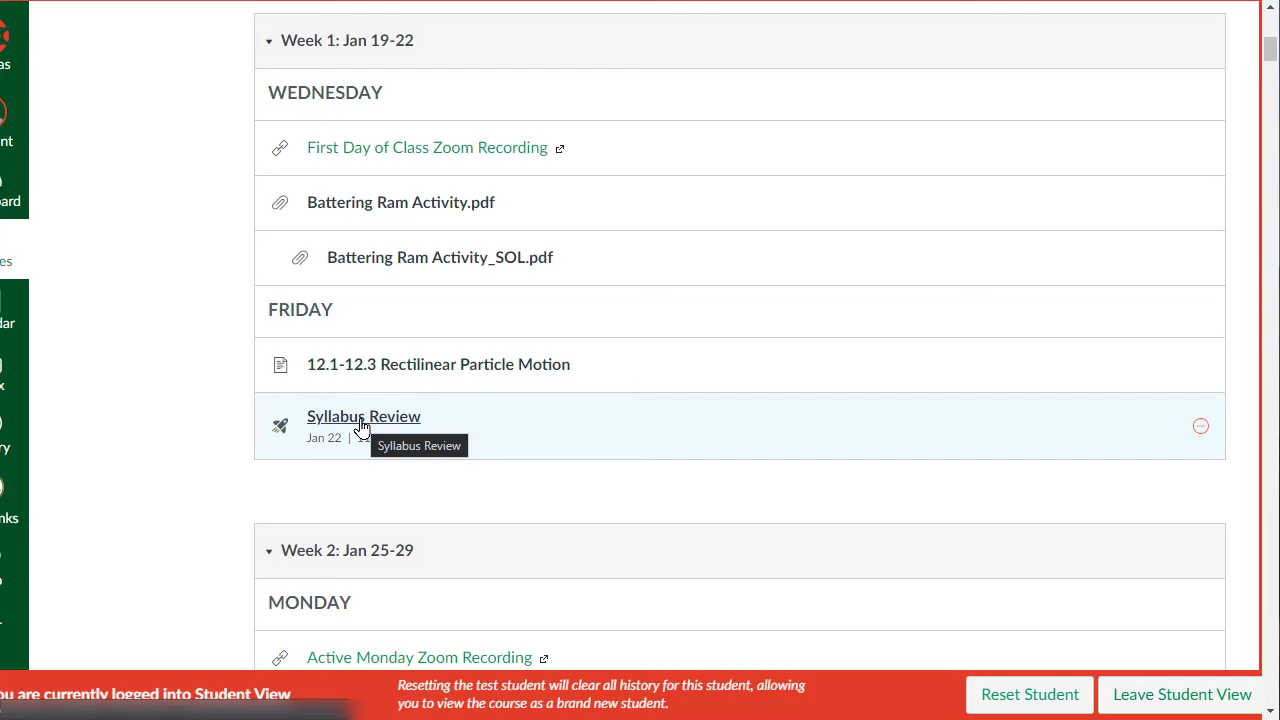 Week 1: Jan 19-22
WEDNESDAY
First Day of Class Zoom Recording
Battering Ram Activity.pdf
Battering Ram Activity_SOL.pdf
FRIDAY
12.1-12.3 Rectilinear Particle Motion
Syllabus Review
Jan 22 |
Syllabus Review
Week 2: Jan 25-29
MONDAY
Active Monday Zoom Recording
as
nt
ard
es
dar
x
ry
nks
ou are currently logged into Student View
Resetting the test student will clear all history for this student, allowing
you to view the course as a brand new student.
Reset Student
Leave Student View